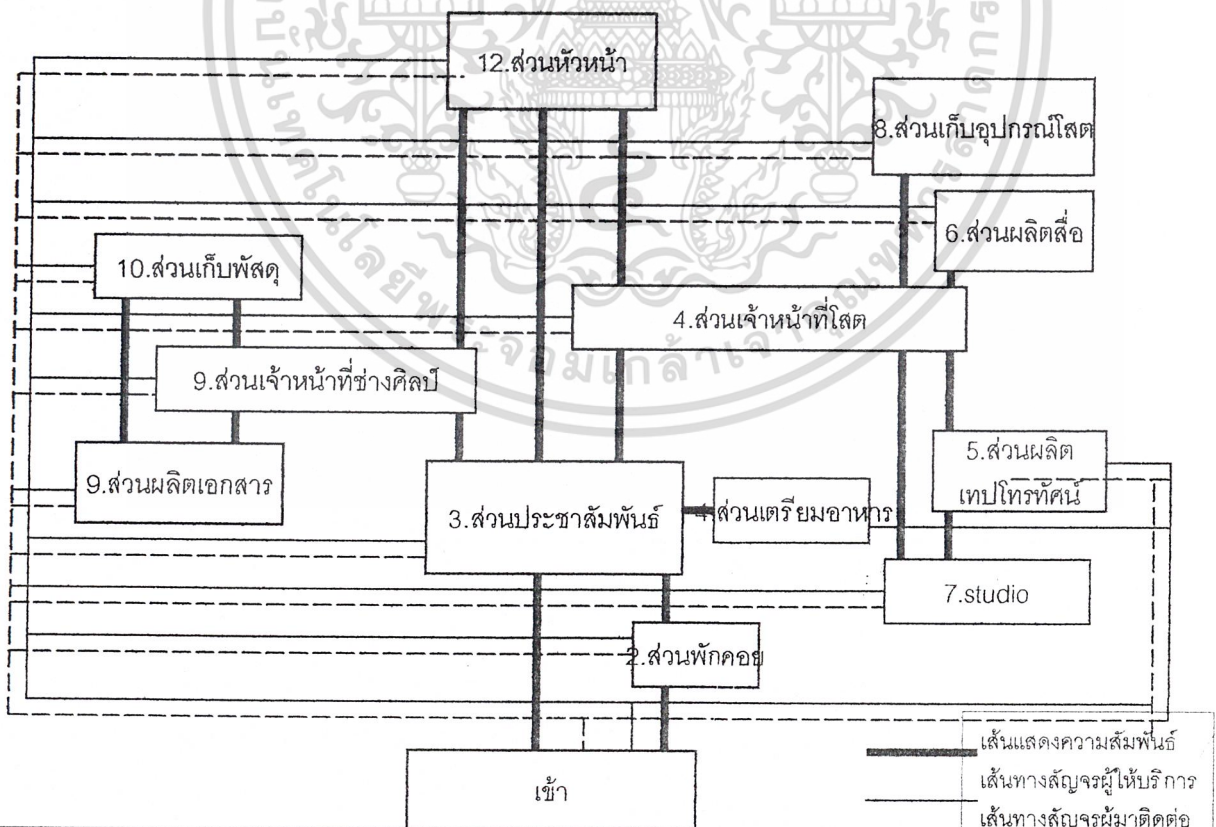 12.ส่วนหัวหน้า
8.ส่วนเก็บอุปกรณ์โสต
6.ส่วนผลิตสื่อ
10.ส่วนเก็บพัสดุ
4.ส่วนเจ้าหน้าที่โสต
9.ส่วนเจ้าหน้าที่ช่างศิลป์
5.ส่วนผลิต
เทปโทรทัศน์
9.ส่วนผลิตเอกสาร
3.ส่วนประชาสัมพันธ์
ส่วนเตรียมอาหาร
7.studio
2.ส่วนพักคอย
เข้า
เส้นแสดงความสัมพันธ์
เส้นทางสัญจรผู้ให้บริการ
เส้นทางสัญจรผู้มาติดต่อ